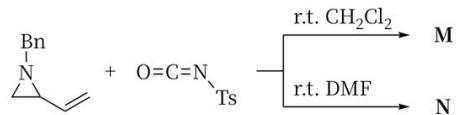 Bn
N
+
O=C=N
Ts
r.t. CH₂Cl₂
M
r.t. DMF
N